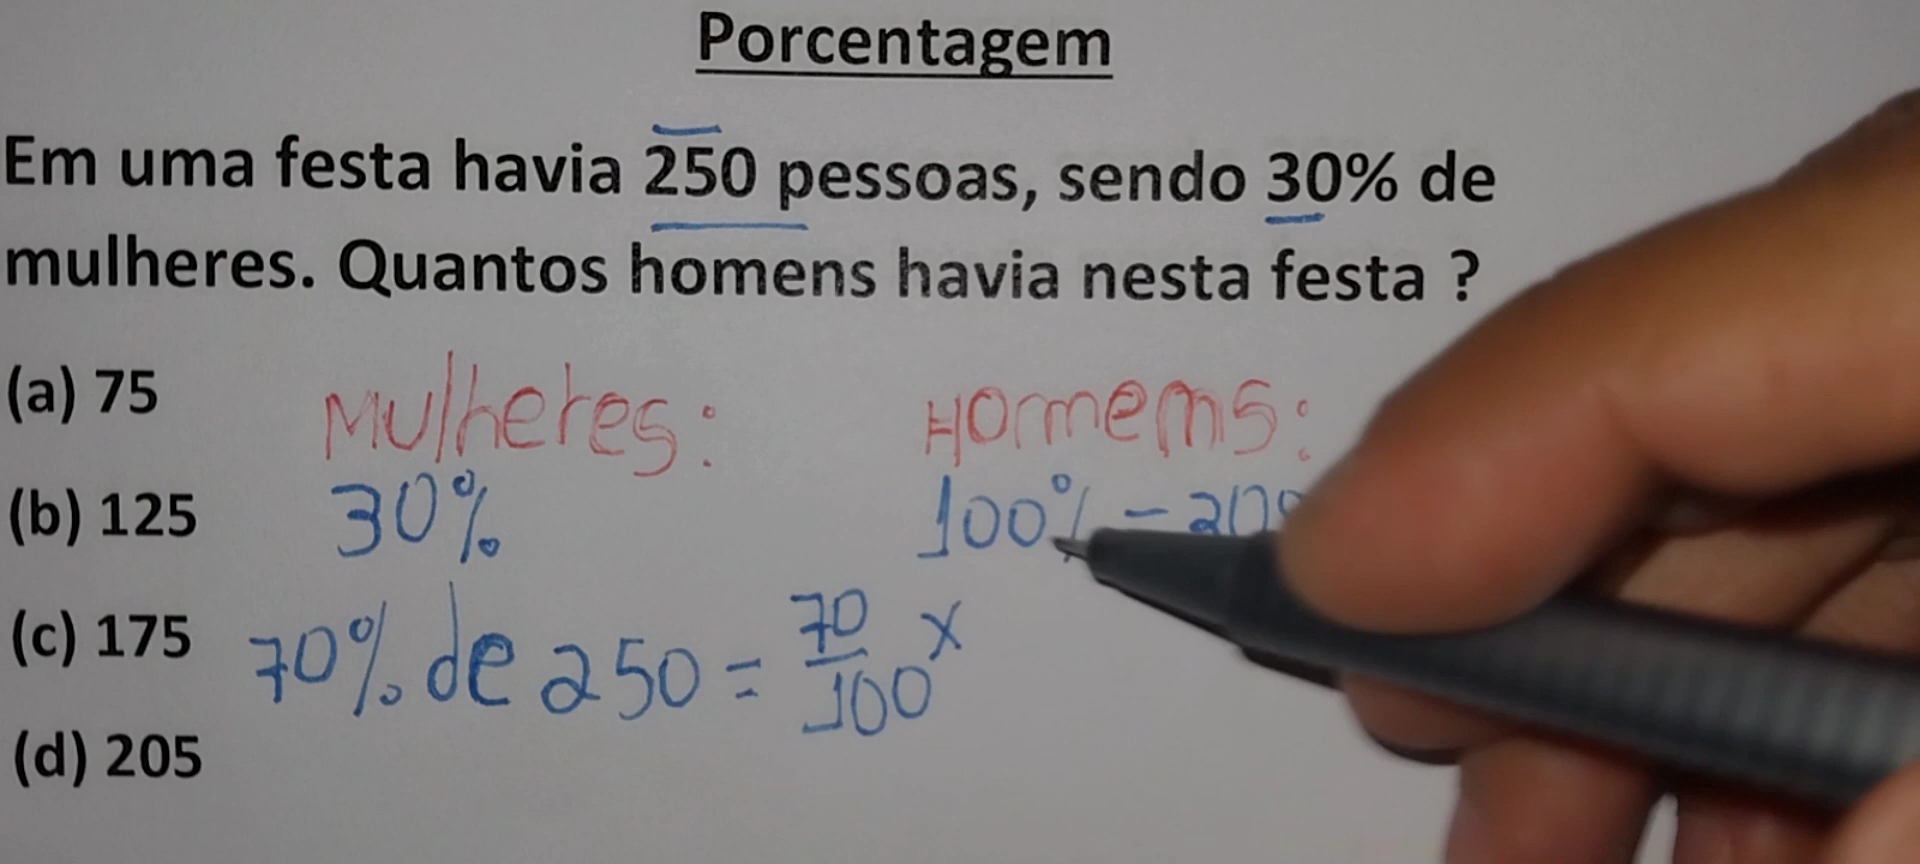 Porcentagem
Em uma festa havia 250 pessoas, sendo 30% de
mulheres. Quantos homens havia nesta festa ?
(a) 75
Mulheres: Homems:
(b) 125
30% 100% -
(c) 175
70% de 250 = 70/100 x
(d) 205